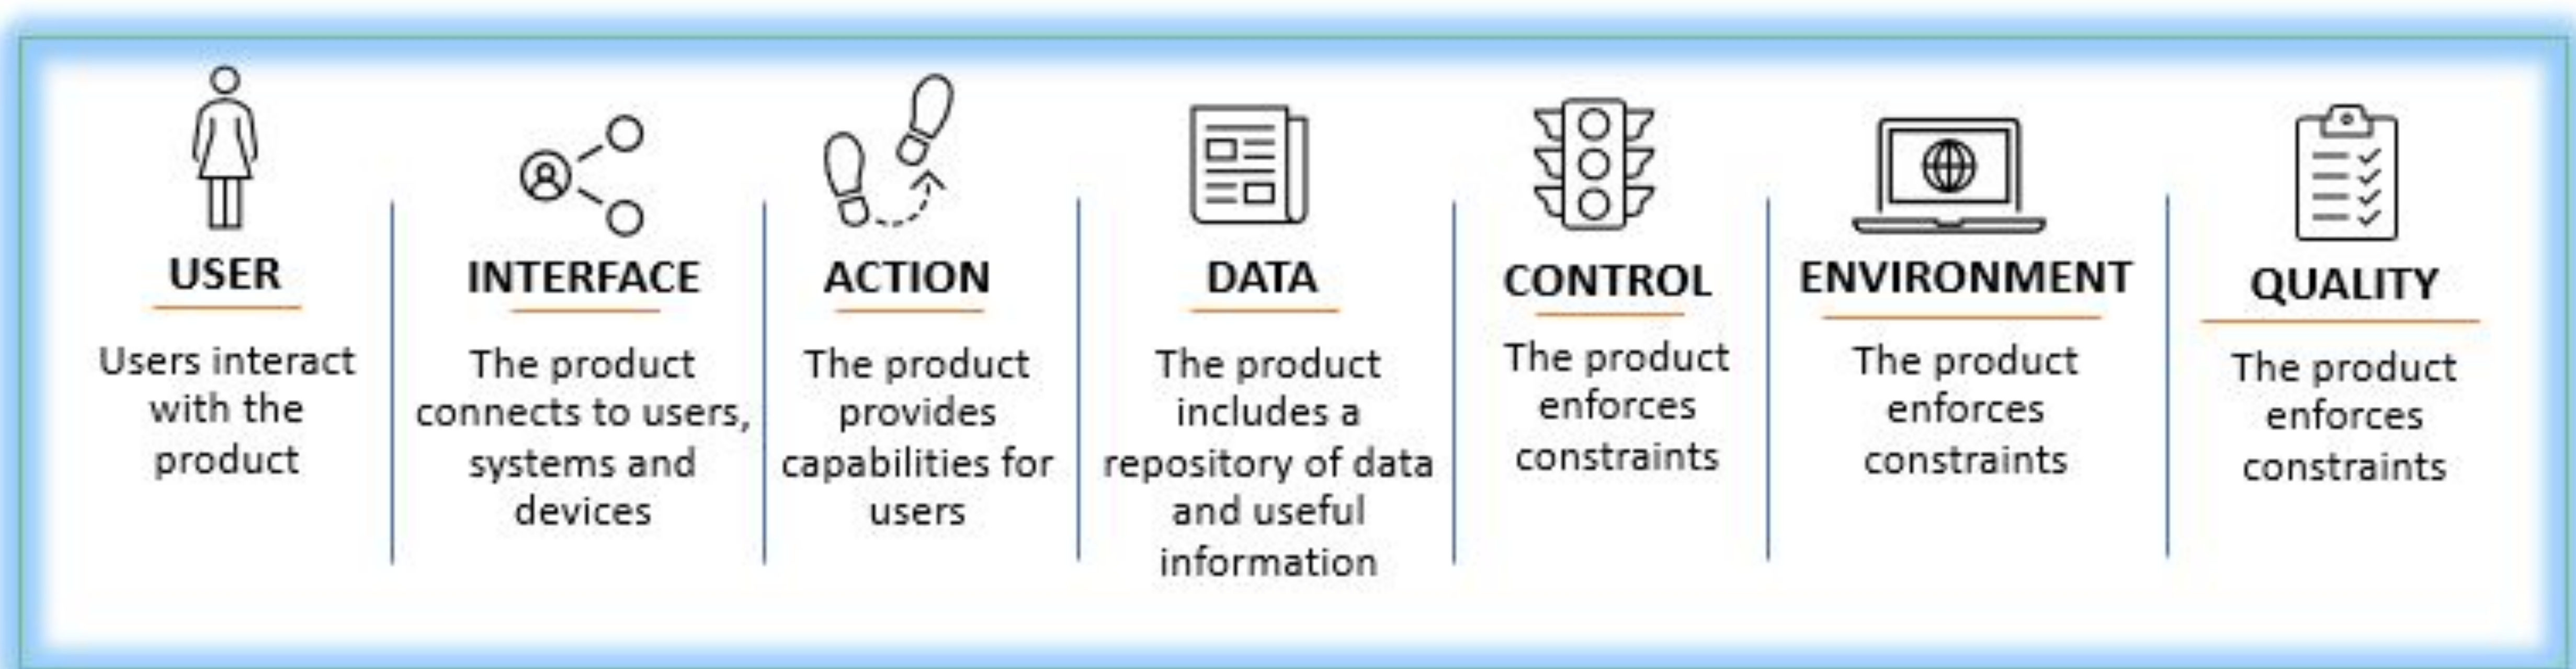 USER
Users interact
with the
product
INTERFACE
The product
connects to users,
systems and
devices
ACTION
The product
provides
capabilities for
users
DATA
The product
includes a
repository of data
and useful
information
CONTROL
The product
enforces
constraints
ENVIRONMENT
The product
enforces
constraints
QUALITY
The product
enforces
constraints